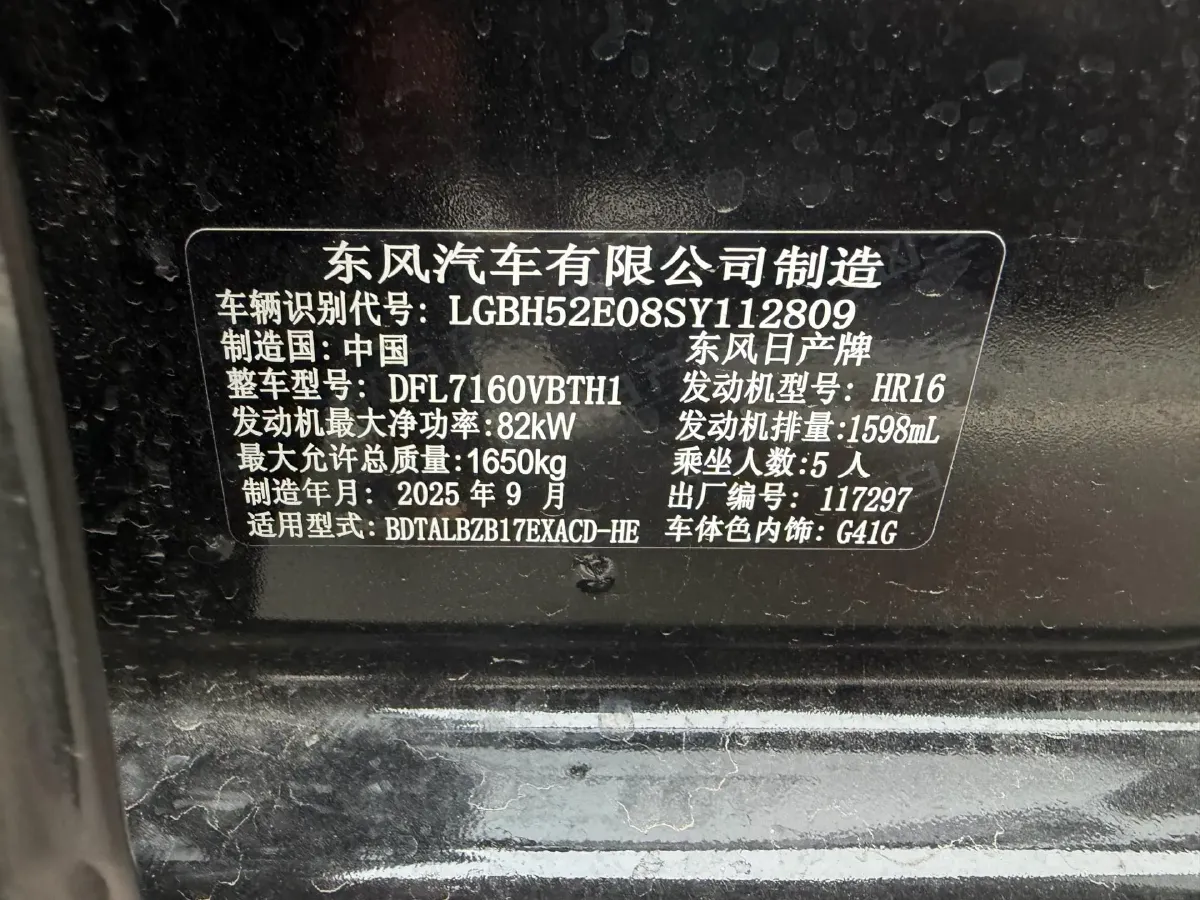 东风汽车有限公司制造
车辆识别代号: LGBH52E08SY112809
制造国: 中国 东风日产牌
整车型号: DFL7160VBTH1 发动机型号: HR16
发动机最大净功率:82kW 发动机排量:1598mL
最大允许总质量:1650kg 乘坐人数:5 人
制造年月: 2025 年 9 月 出厂编号: 117297
适用型式: BDTALBZB17EXACD-HE 车体色内饰: G41G